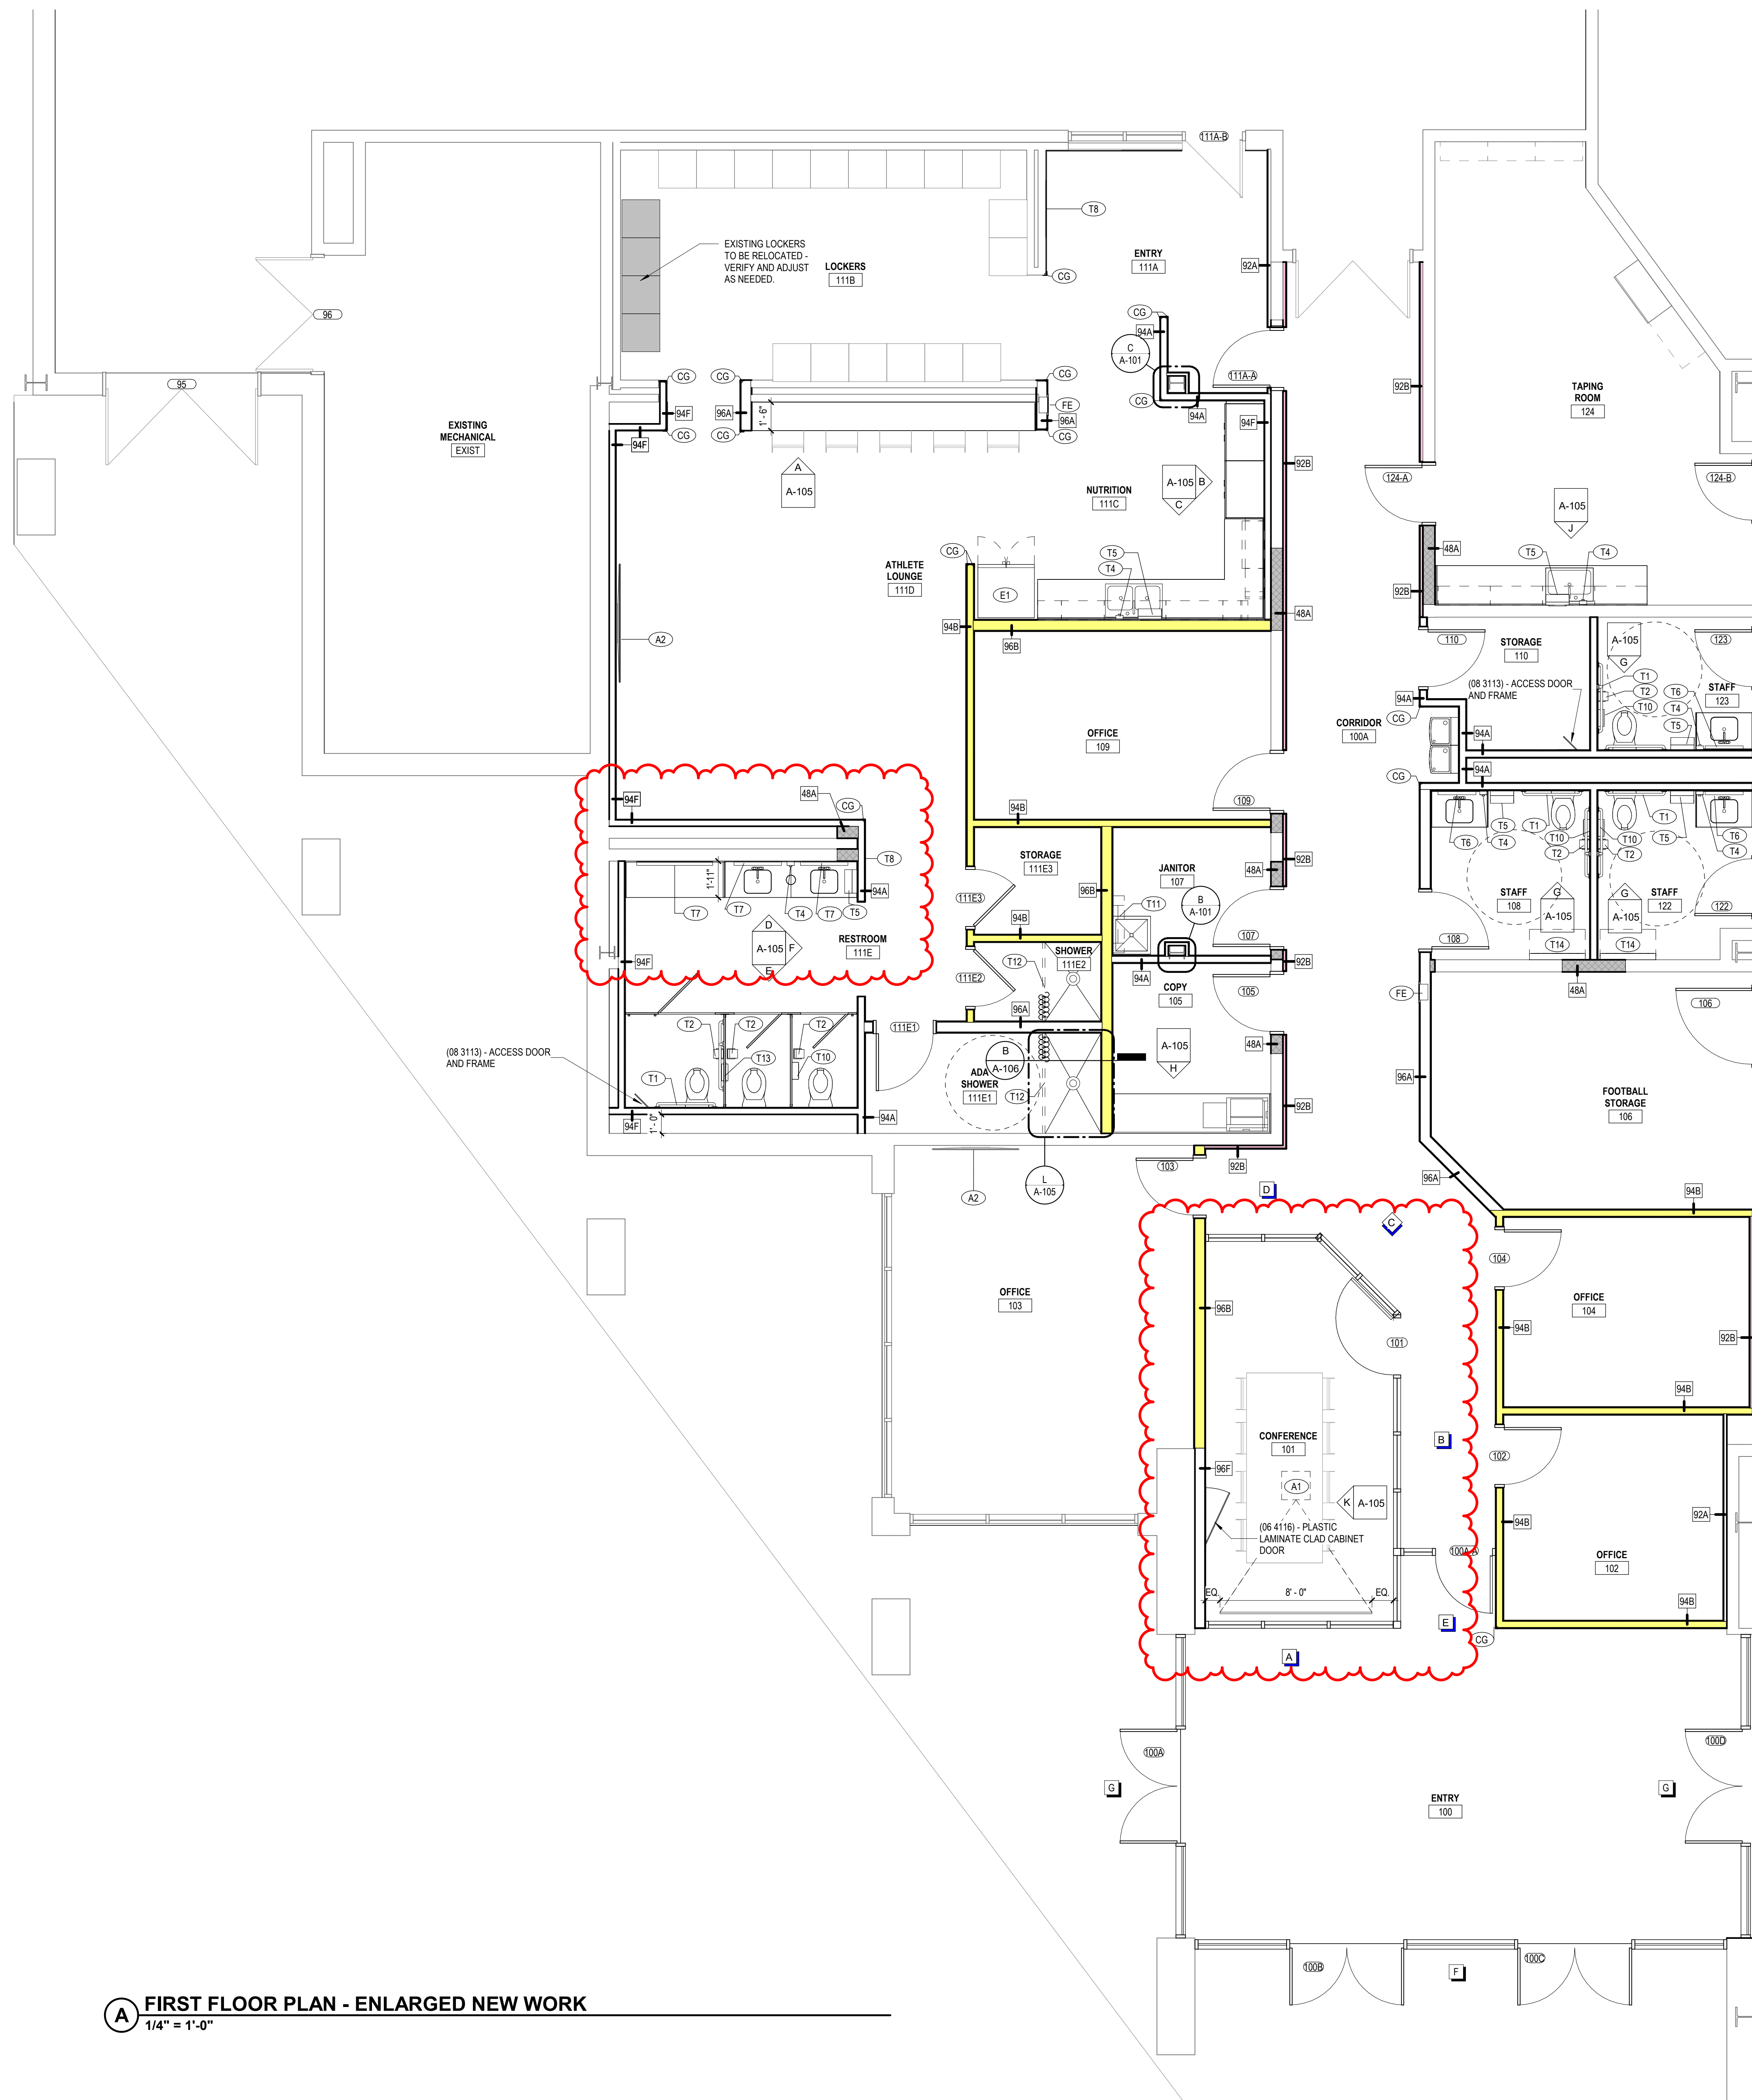 111A-B
T8
EXISTING LOCKERS
TO BE RELOCATED -
VERIFY AND ADJUST
AS NEEDED.
LOCKERS
111B
ENTRY
111A
92A
CG
96
CG
94A
C
A-101
95
CG
CG
CG
111A-A
92B
TAPING
ROOM
124
94F
96A
1' - 6"
FE
96A
CG
94A
94F
EXISTING
MECHANICAL
EXIST
CG
94F
CG
CG
92B
A
A-105
NUTRITION
111C
A-105
B
C
124-A
124-B
A-105
J
CG
T5
T4
48A
T5
T4
ATHLETE
LOUNGE
111D
E1
92B
48A
A2
94B
96B
110
STORAGE
110
A-105
G
123
T1
T2
T10
T6
T4
T5
STAFF
123
(08 3113) - ACCESS DOOR
AND FRAME
94A
CG
CORRIDOR
100A
OFFICE
109
94A
94A
CG
48A
94F
CG
109
94B
T6
T5
T4
T1
T10
T2
T10
T2
T1
T5
T6
T4
T8
STORAGE
111E3
JANITOR
107
48A
92B
1'-11"
94A
96B
111E3
T7
T7
T4
T7
T5
T11
B
A-101
STAFF
108
G
A-105
G
A-105
STAFF
122
122
94B
D
A-105
F
E
RESTROOM
111E
107
108
T14
T14
94F
SHOWER
111E2
T12
94A
92B
111E2
COPY
105
105
FE
48A
106
96A
T2
T2
T2
111E1
48A
(08 3113) - ACCESS DOOR
AND FRAME
T13
T10
B
A-106
A-105
H
T1
ADA
SHOWER
111E1
T12
96A
FOOTBALL
STORAGE
106
94F
1' - 0"
94A
92B
103
92B
96A
A2
L
A-105
D
94B
C
104
OFFICE
103
96B
OFFICE
104
101
94B
92B
94B
CONFERENCE
101
B
102
96F
A1
K
A-105
(06 4116) - PLASTIC
LAMINATE CLAD CABINET
DOOR
94B
92A
100A-A
OFFICE
102
EQ.
8' - 0"
EQ.
94B
E
CG
A
100A
100D
G
G
ENTRY
100
100B
100C
F
A
FIRST FLOOR PLAN - ENLARGED NEW WORK
1/4" = 1'-0"